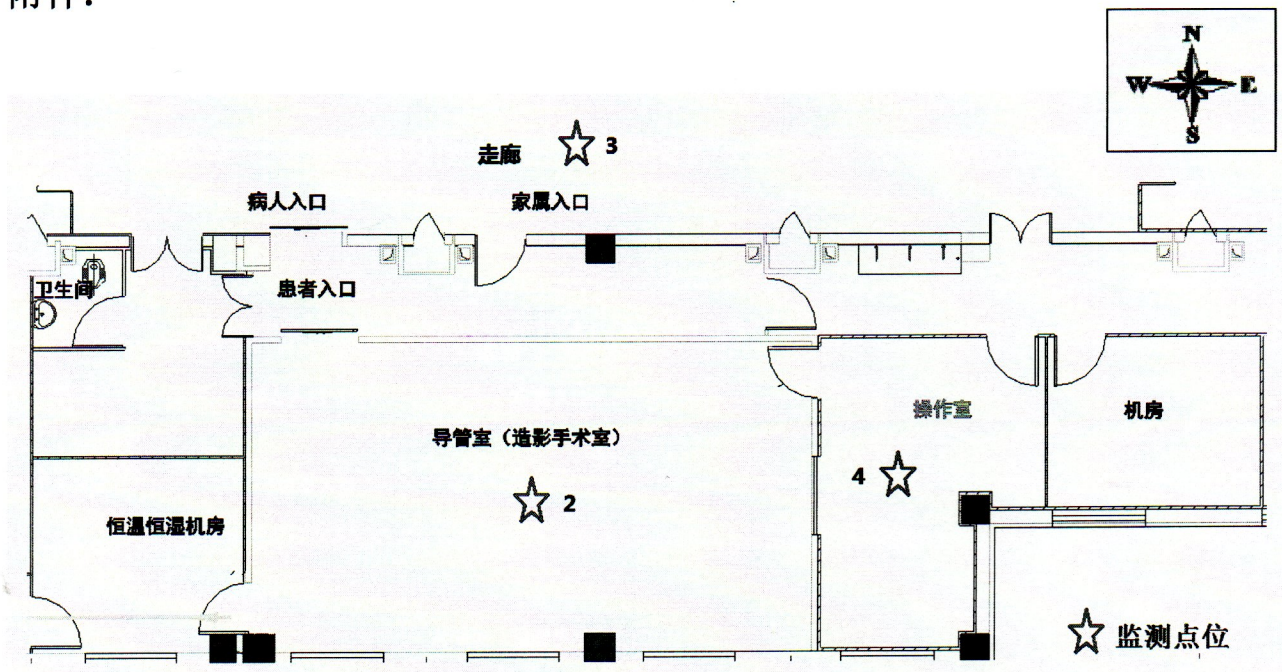 附件：
N
W E
S
走廊 3
病人入口 家属入口
卫生间 患者入口
操作室 机房
导管室（造影手术室）
4
2
恒温恒湿机房
监测点位